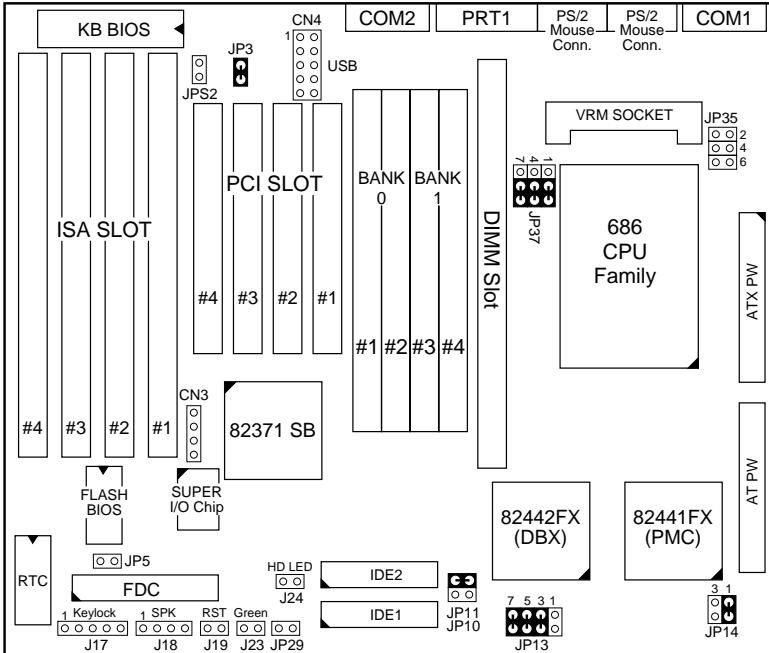 KB BIOS
JP3
CN4
1
USB
JPS2
COM2
PRT1
PS/2
Mouse
Conn.
PS/2
Mouse
Conn.
COM1
VRM SOCKET
JP35
2
4
6
ISA SLOT
PCI SLOT
BANK
0
BANK
1
DIMM Slot
7 4 1
JP37
686
CPU
Family
ATX PW
#4
#3
#2
#1
#1
#2
#3
#4
#4
#3
#2
#1
CN3
82371 SB
AT PW
FLASH
BIOS
SUPER
I/O Chip
82442FX
(DBX)
82441FX
(PMC)
RTC
JP5
FDC
HD LED
J24
IDE2
IDE1
JP11
JP10
7 5 3 1
JP13
3 1
JP14
1 Keylock
J17
1 SPK
J18
RST
J19
Green
J23
JP29